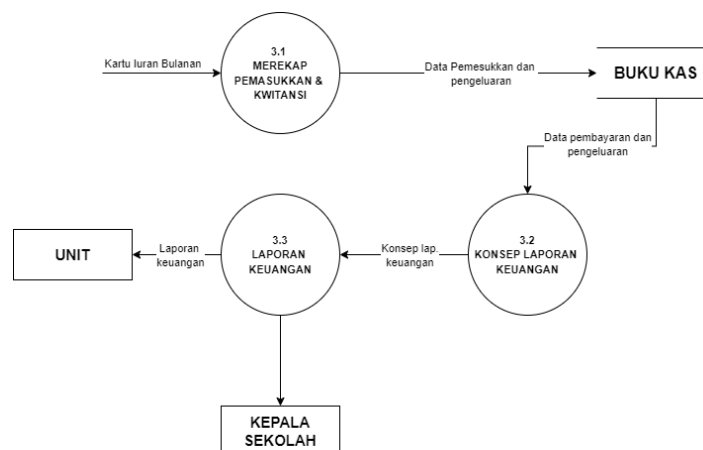 3.1
MEREKAP
PEMASUKKAN &
KWITANSI
Kartu Iuran Bulanan
Data Pemesukkan dan
pengeluaran
BUKU KAS
Data pembayaran dan
pengeluaran
UNIT
Laporan
keuangan
3.3
LAPORAN
KEUANGAN
Konsep lap.
keuangan
3.2
KONSEP LAPORAN
KEUANGAN
KEPALA
SEKOLAH